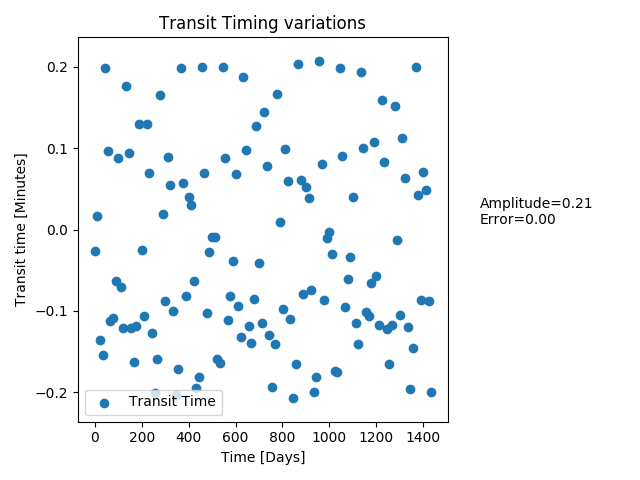 Transit Timing variations
Transit time [Minutes]
0.2
0.1
0.0
−0.1
−0.2
Amplitude=0.21
Error=0.00
Transit Time
0 200 400 600 800 1000 1200 1400
Time [Days]